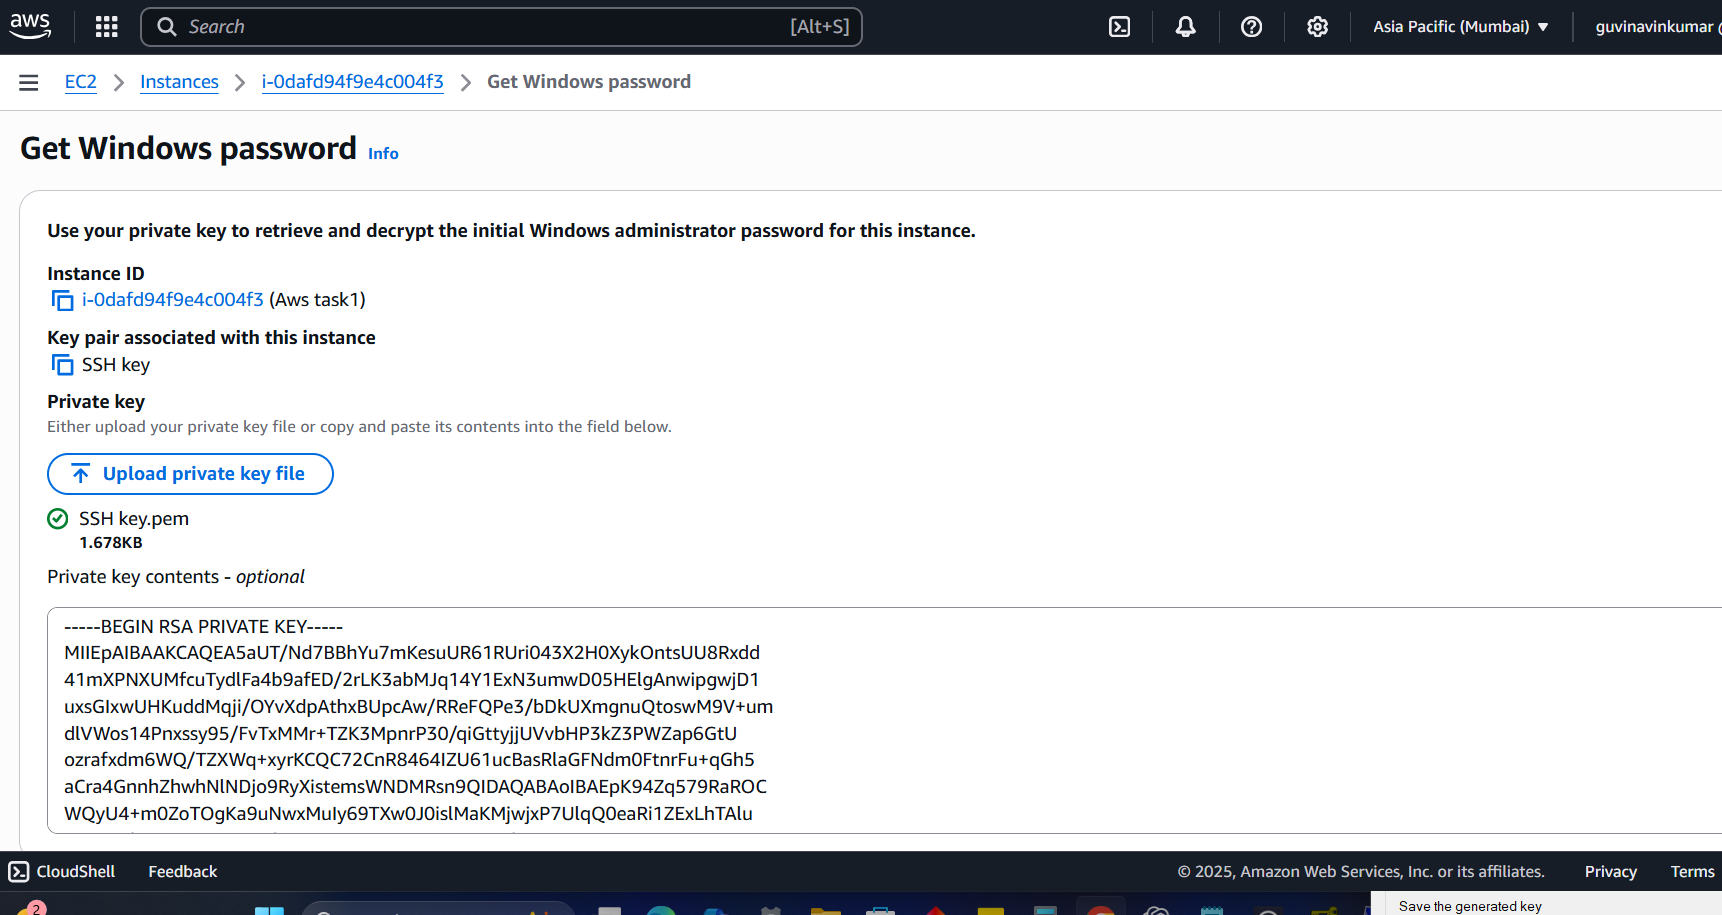 aws
Search
[Alt+S]
Asia Pacific (Mumbai)
guvinavinkumar
EC2
Instances
i-0dafd94f9e4c004f3
Get Windows password
Get Windows password
Info
Use your private key to retrieve and decrypt the initial Windows administrator password for this instance.
Instance ID
i-0dafd94f9e4c004f3 (Aws task1)
Key pair associated with this instance
SSH key
Private key
Either upload your private key file or copy and paste its contents into the field below.
Upload private key file
SSH key.pem
1.678KB
Private key contents - optional
-----BEGIN RSA PRIVATE KEY-----
MIIEpAIBAAKCAQEA5aUT/Nd7BBhYu7mKesuUR61RUri043X2H0XykOntsUU8Rxdd
41mXPNXUMfcuTydlFa4b9afED/2rLK3abMJq14Y1ExN3umwD05HElgAnwipgwjD1
uxsGIxwUHKuddMqji/OYvXdpAthxBUpcAw/RReFQPe3/bDkUXmgnuQtoswM9V+um
dlVWos14Pnxssy95/FvTxMMr+TZK3MpnrP30/qiGttyjjUVvbHP3kZ3PWZap6GtU
ozrafxdm6WQ/TZXWq+xyrKCQC72CnR8464IZU61ucBasRlaGFNdm0FtnrFu+qGh5
aCra4GnnhZhwhNlNDjo9RyXistemsWNDMRsn9QIDAQABAoIBAEpK94Zq579RaROC
WQyU4+m0ZoTOgKa9uNwxMuIy69TXw0J0islMaKMjwjxP7UlqQ0eaRi1ZExLhTAlu
CloudShell
Feedback
© 2025, Amazon Web Services, Inc. or its affiliates.
Privacy
Terms
2
Save the generated key